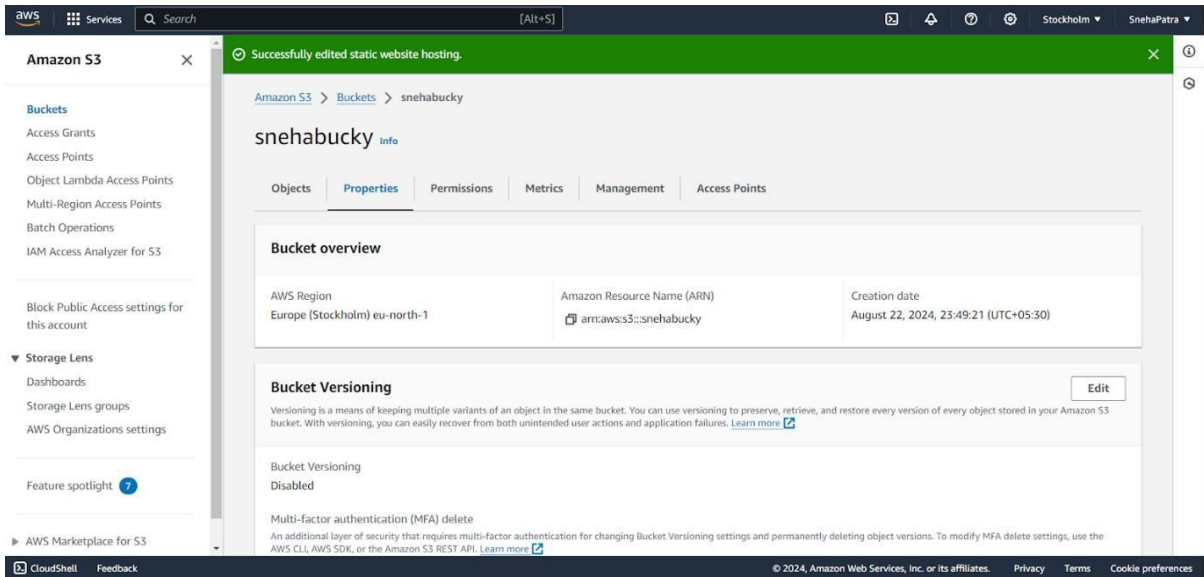 aws Services Search [Alt+S] Stockholm ▼ SnehaPatra ▼
Amazon S3
Buckets
Access Grants
Access Points
Object Lambda Access Points
Multi-Region Access Points
Batch Operations
IAM Access Analyzer for S3
Block Public Access settings for
this account
▼ Storage Lens
Dashboards
Storage Lens groups
AWS Organizations settings
Feature spotlight 7
▶ AWS Marketplace for S3
Successfully edited static website hosting.
Amazon S3 > Buckets > snehabucky
snehabucky Info
Objects Properties Permissions Metrics Management Access Points
Bucket overview
AWS Region
Europe (Stockholm) eu-north-1
Amazon Resource Name (ARN)
arn:aws:s3:::snehabucky
Creation date
August 22, 2024, 23:49:21 (UTC+05:30)
Bucket Versioning
Edit
Versioning is a means of keeping multiple variants of an object in the same bucket. You can use versioning to preserve, retrieve, and restore every version of every object stored in your Amazon S3
bucket. With versioning, you can easily recover from both unintended user actions and application failures. Learn more
Bucket Versioning
Disabled
Multi-factor authentication (MFA) delete
An additional layer of security that requires multi-factor authentication for changing Bucket Versioning settings and permanently deleting object versions. To modify MFA delete settings, use the
AWS CLI, AWS SDK, or the Amazon S3 REST API. Learn more
CloudShell Feedback © 2024, Amazon Web Services, Inc. or its affiliates. Privacy Terms Cookie preferences